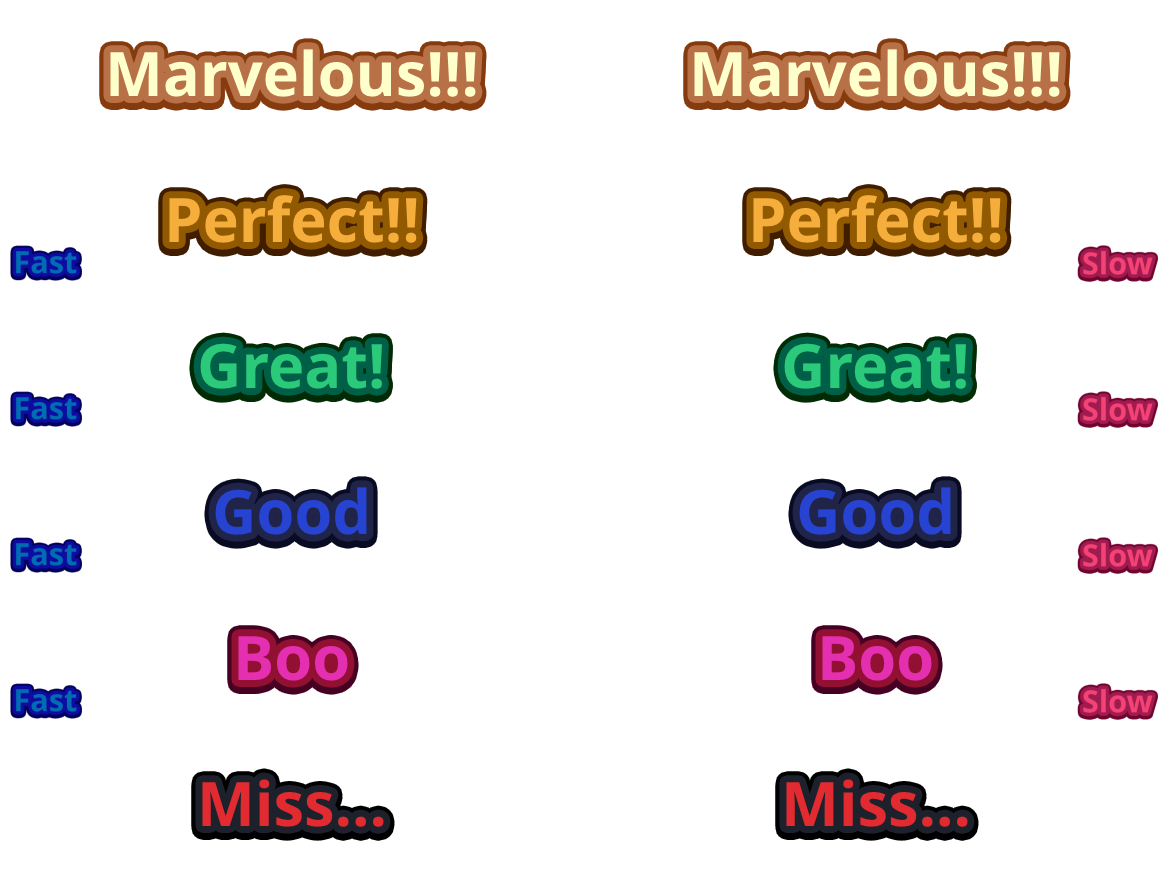 Marvelous!!! Marvelous!!!
Perfect!! Perfect!!
Fast Slow
Great! Great!
Fast Slow
Good Good
Fast Slow
Boo Boo
Fast Slow
Miss... Miss...